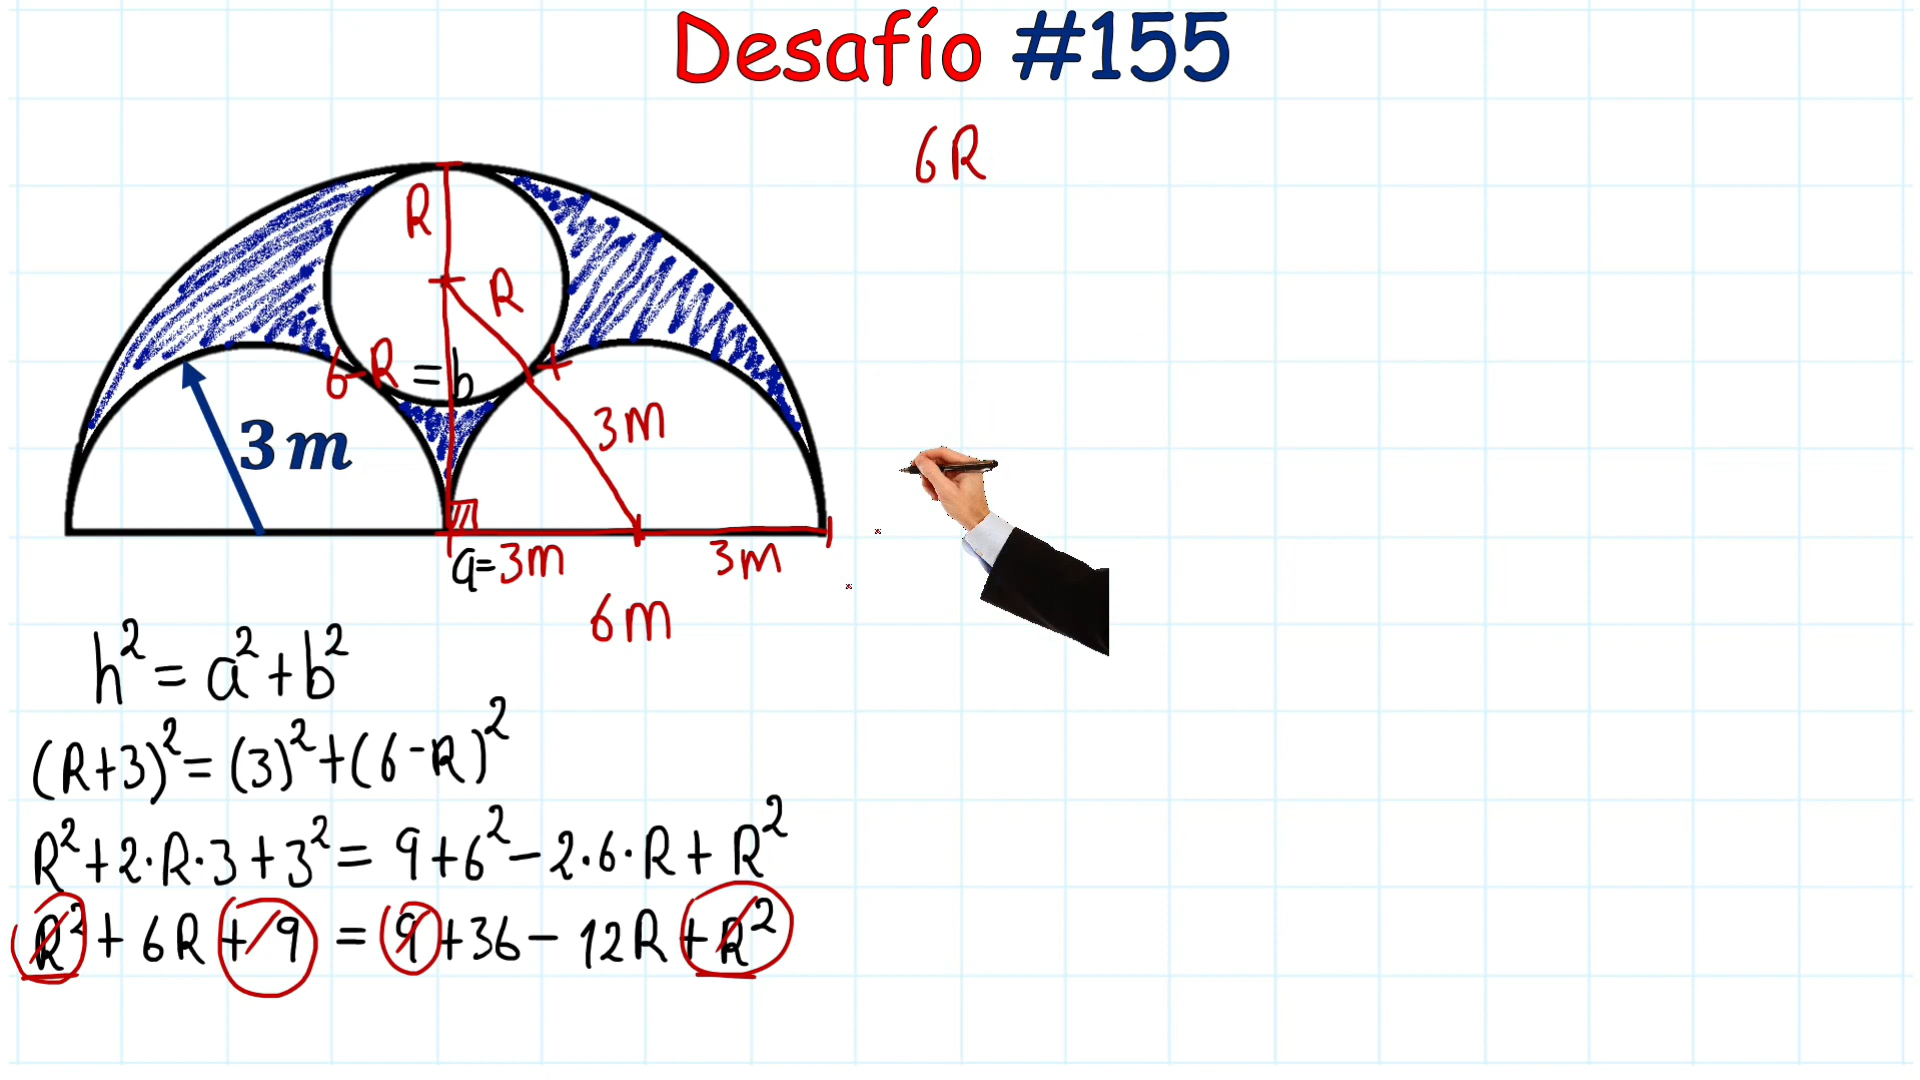 Desafío #155
6R
R
R
6-R = b
3m
3 m
a=3m
3m
6m
h² = a² + b²
(R+3)² = (3)² + (6-R)²
R² + 2·R·3 + 3² = 9 + 6² - 2·6·R + R²
R² + 6R + 9 = 9 + 36 - 12R + R²